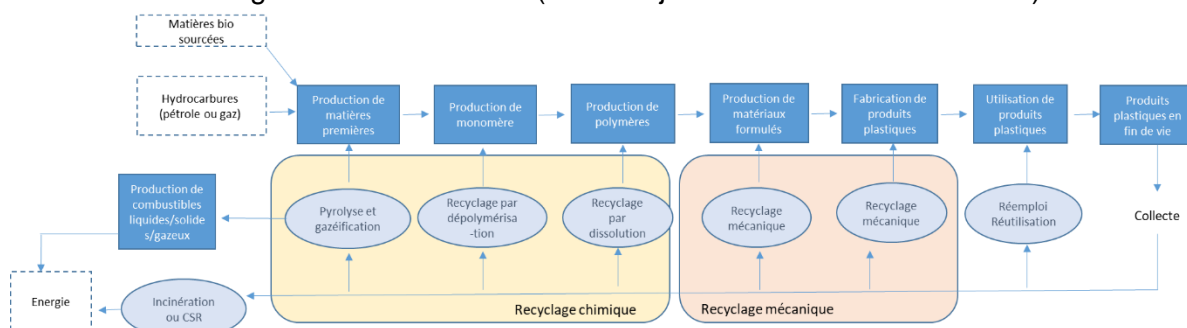 Matières bio
sourcées
Hydrocarbures
(pétrole ou gaz)
Production de
matières
premières
Production de
monomère
Production de
polymères
Production de
matériaux
formulés
Fabrication de
produits
plastiques
Utilisation de
produits
plastiques
Produits
plastiques en
fin de vie
Production de
combustibles
liquides/solide
s/gazeux
Pyrolyse et
gazéification
Recyclage par
dépolymérisa
-tion
Recyclage
par
dissolution
Recyclage
mécanique
Recyclage
mécanique
Réemploi
Réutilisation
Collecte
Energie
Incinération
ou CSR
Recyclage chimique
Recyclage mécanique